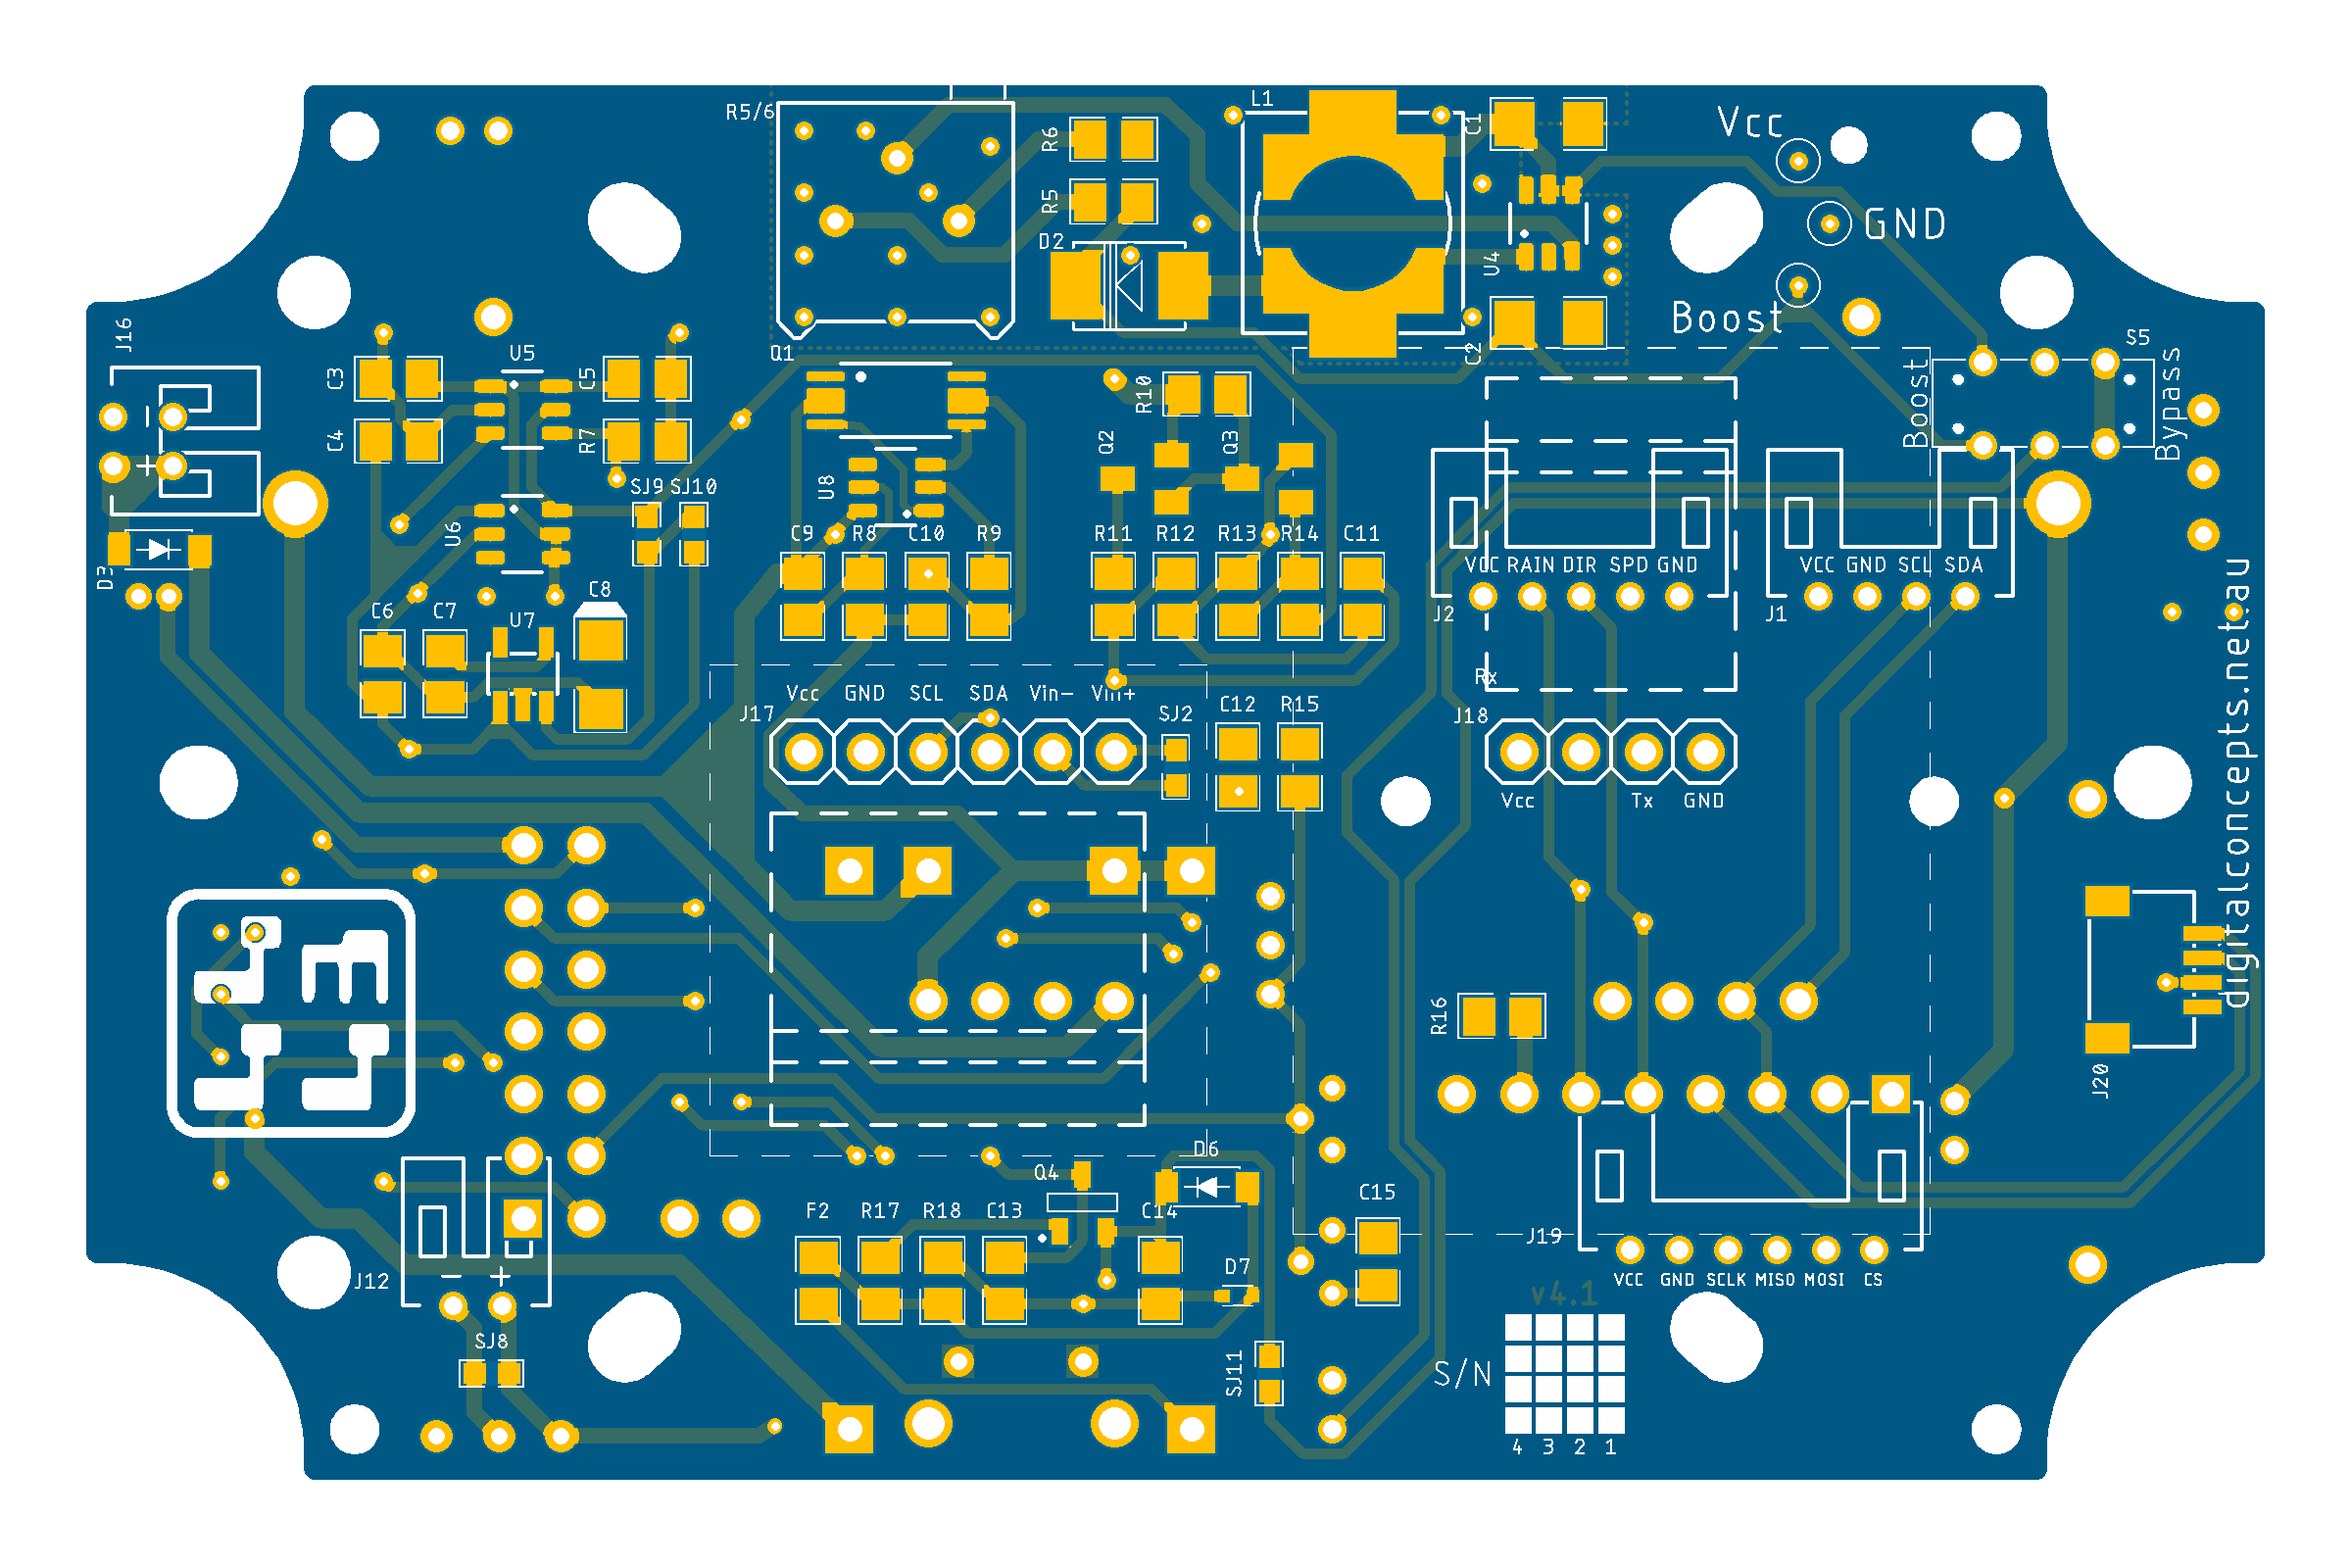 R5/6
L1
C1
Vcc
R6
R5
GND
D2
U4
Boost
J16
Q1
C2
U5
S5
C3
C5
R10
Boost
Bypass
C4
R7
Q2
Q3
−
+
SJ9
SJ10
U8
U6
C9
R8
C10
R9
R11
R12
R13
R14
C11
D3
VCC
RAIN
DIR
SPD
GND
VCC
GND
SCL
SDA
C8
C6
C7
U7
J2
J1
Rx
Vcc
GND
SCL
SDA
Vin-
Vin+
J17
SJ2
C12
R15
J18
Vcc
Tx
GND
digitalconcepts.net.au
R16
J20
D6
Q4
C15
F2
R17
R18
C13
C14
J19
D7
J12
−
+
VCC
GND
SCLK
MISO
MOSI
CS
v4.1
SJ8
SJ11
S/N
4
3
2
1